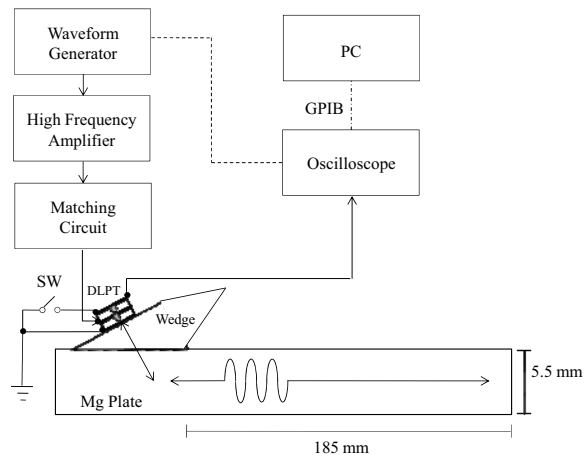 Waveform
Generator
PC
GPIB
High Frequency
Amplifier
Oscilloscope
Matching
Circuit
SW
DLPT
Wedge
5.5 mm
Mg Plate
185 mm